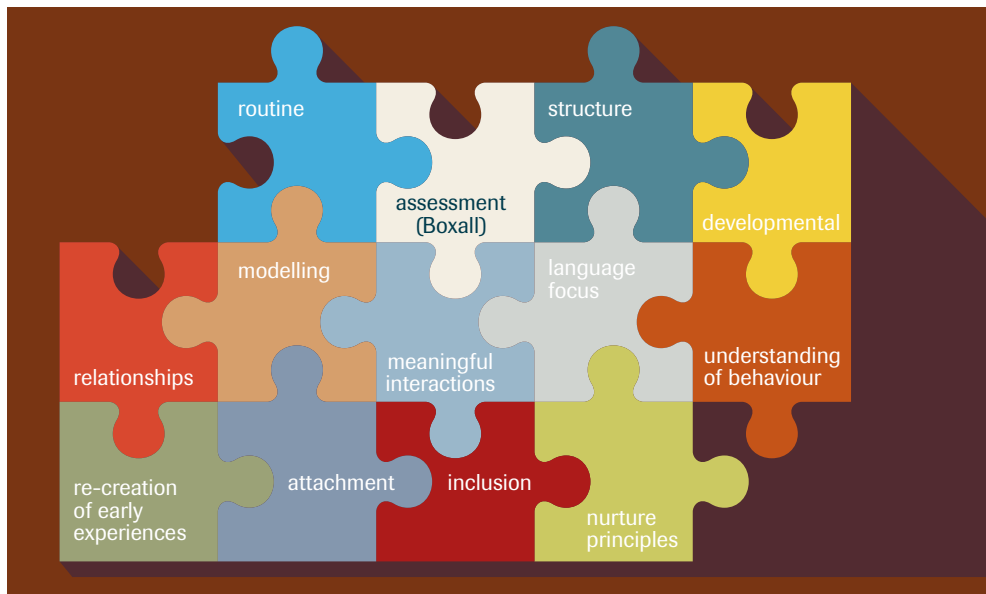 routine
assessment
(Boxall)
structure
developmental
relationships
modelling
meaningful
interactions
language
focus
understanding
of behaviour
re-creation
of early
experiences
attachment
inclusion
nurture
principles